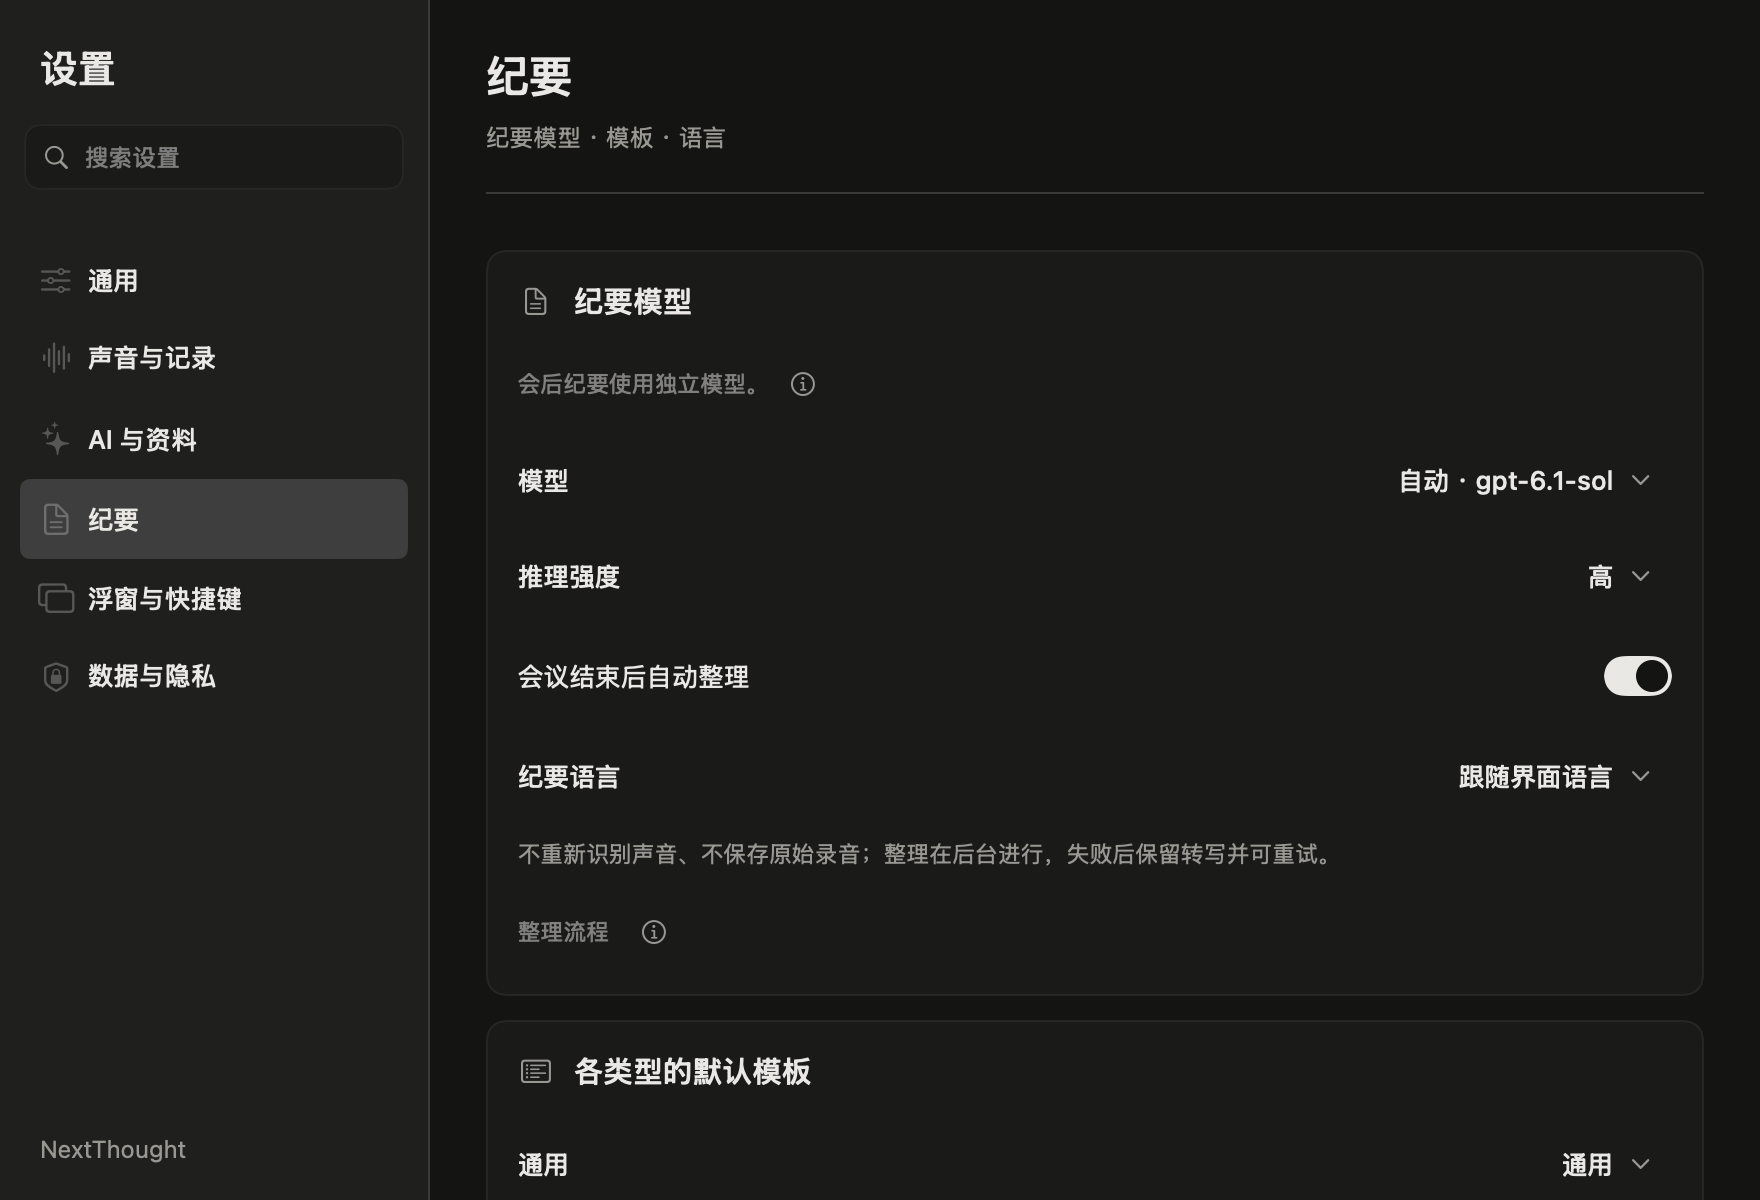 设置
搜索设置
通用
声音与记录
AI 与资料
纪要
浮窗与快捷键
数据与隐私
NextThought
纪要
纪要模型 · 模板 · 语言
纪要模型
会后纪要使用独立模型。
模型
自动 · gpt-6.1-sol
推理强度
高
会议结束后自动整理
纪要语言
跟随界面语言
不重新识别声音、不保存原始录音；整理在后台进行，失败后保留转写并可重试。
整理流程
各类型的默认模板
通用
通用